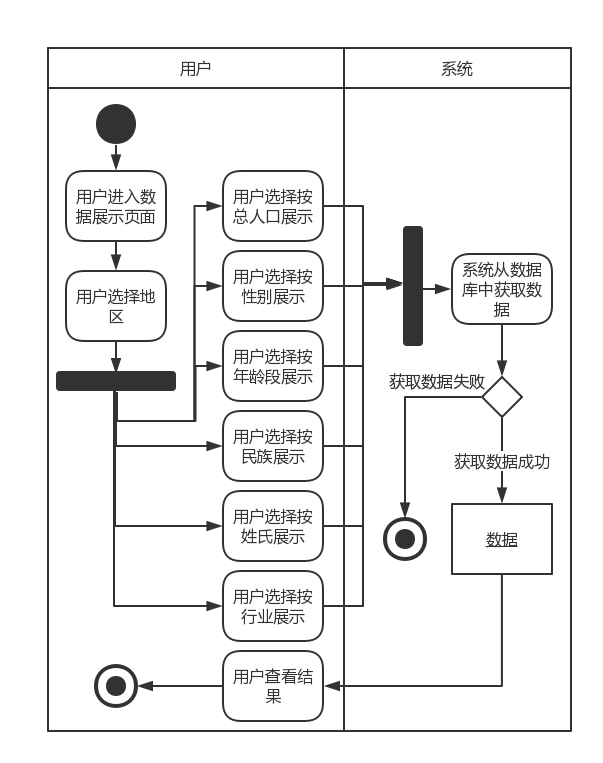 用户
系统
用户进入数
据展示页面
用户选择地
区
用户选择按
总人口展示
用户选择按
性别展示
用户选择按
年龄段展示
用户选择按
民族展示
用户选择按
姓氏展示
用户选择按
行业展示
用户查看结
果
系统从数据
库中获取数
据
获取数据失败
获取数据成功
数据